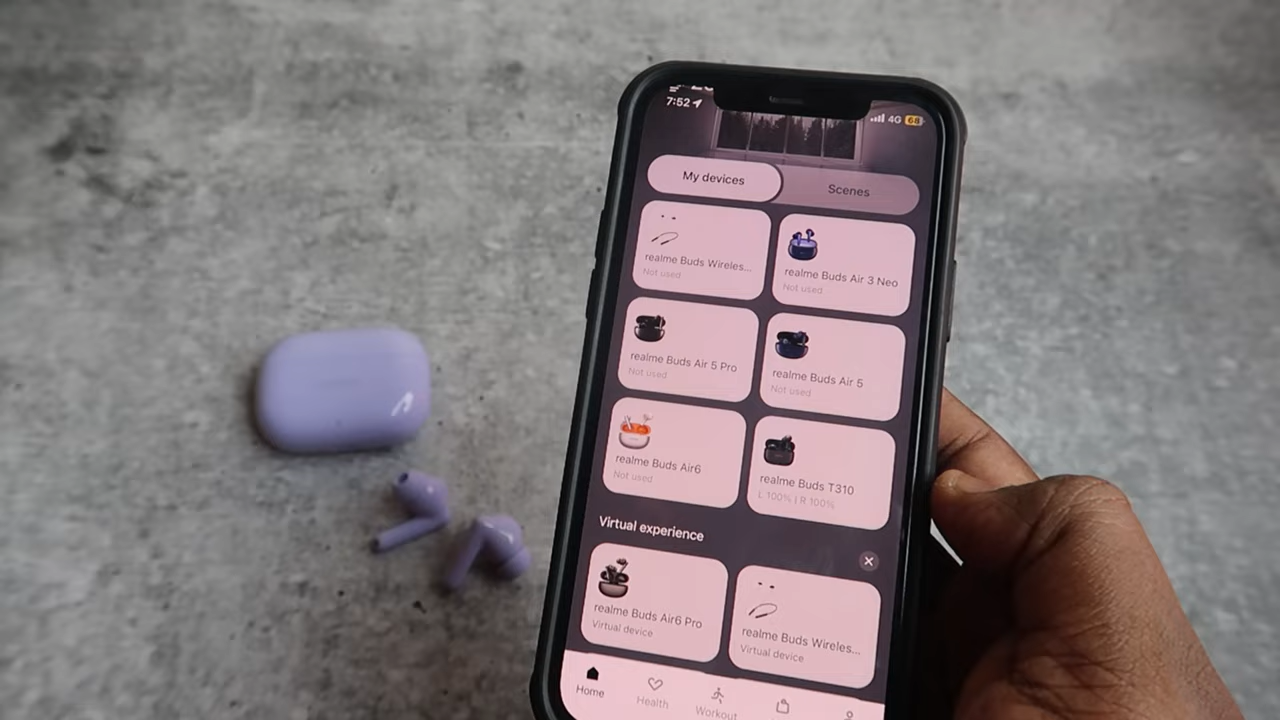 7:52
4G 68
My devices
Scenes
realme Buds Wireles...
Not used
realme Buds Air 3 Neo
Not used
realme Buds Air 5 Pro
Not used
realme Buds Air 5
Not used
realme Buds Air6
Not used
realme Buds T310
L 100% | R 100%
Virtual experience
realme Buds Air6 Pro
Virtual device
realme Buds Wireles...
Virtual device
Home
Health
Workout